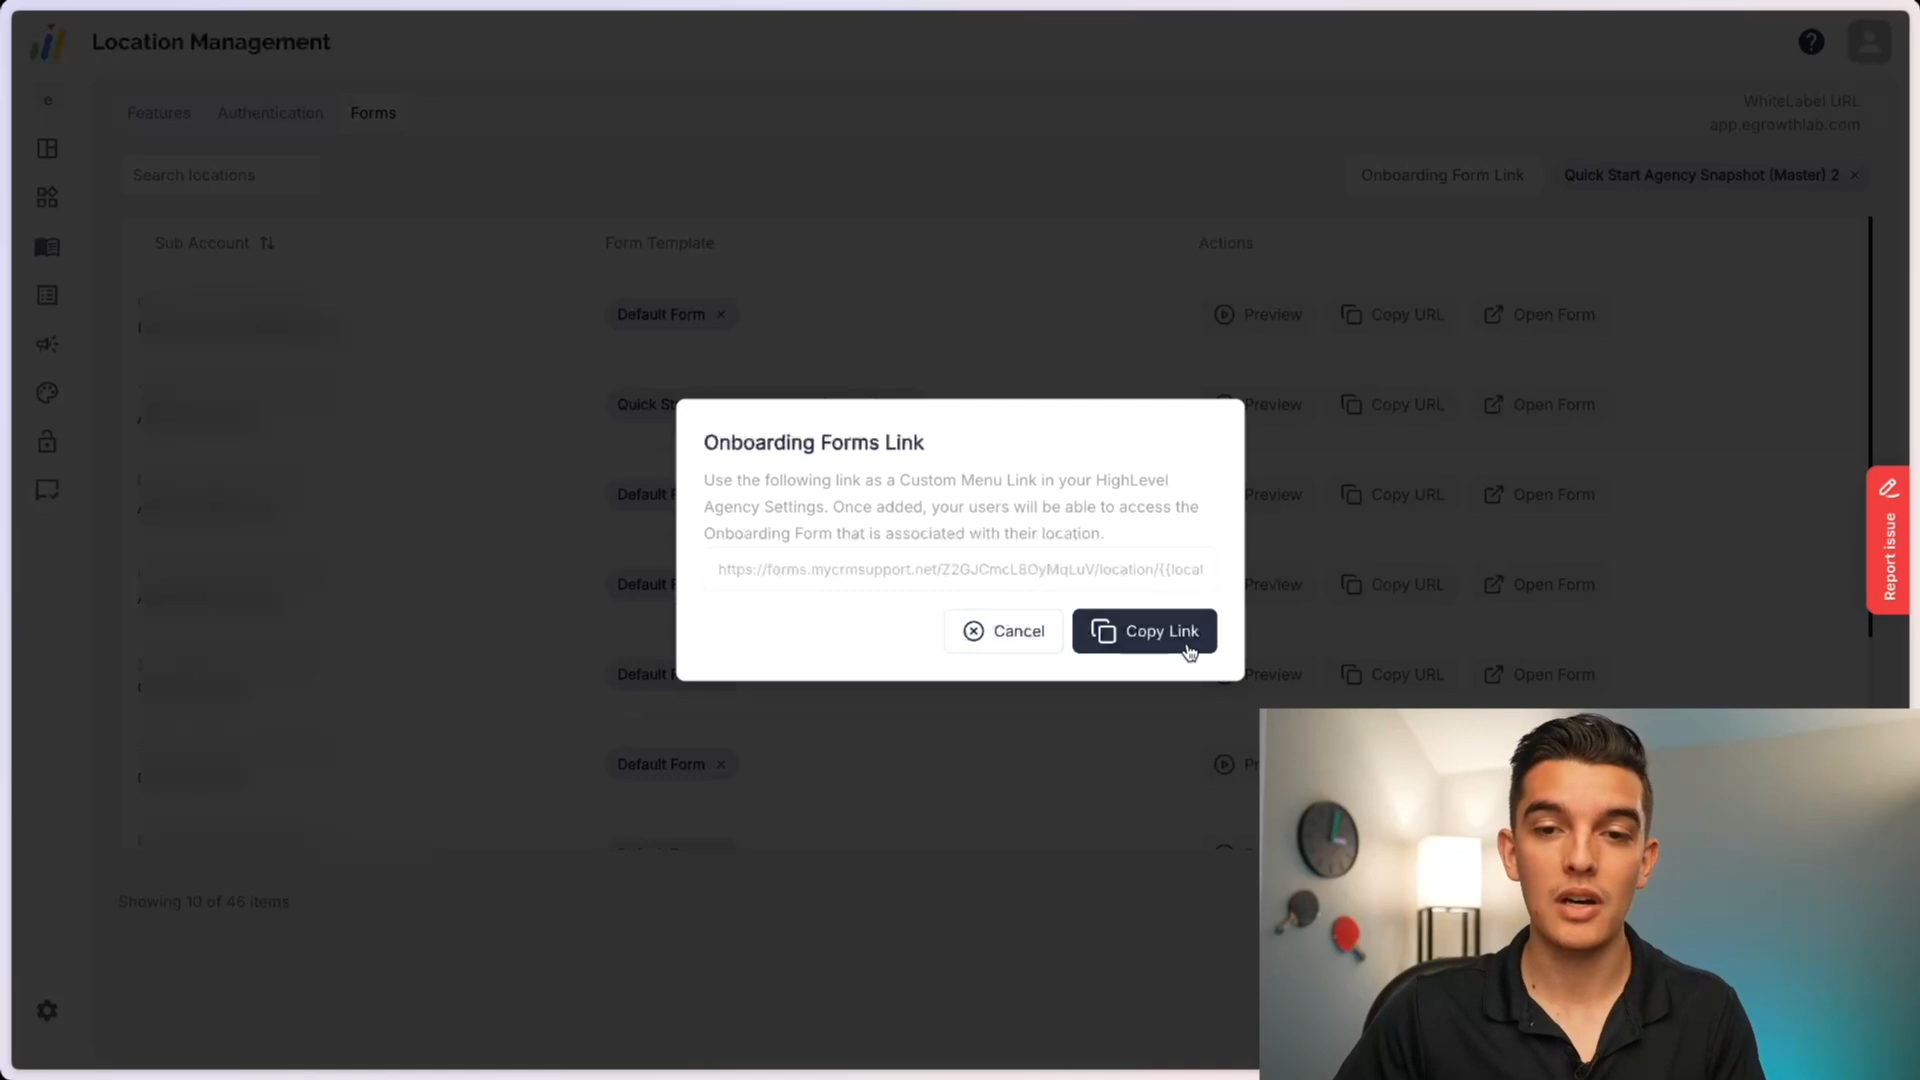 Location Management
?
e
Features Authentication Forms
WhiteLabel URL
app.egrowthlab.com
Search locations
Onboarding Form Link
Quick Start Agency Snapshot (Master) 2 ×
Sub Account Form Template Actions
Default Form × Preview Copy URL Open Form
Quick Preview Copy URL Open Form
Default Preview Copy URL Open Form
Default Preview Copy URL Open Form
Default Preview Copy URL Open Form
Default Form ×
Onboarding Forms Link
Use the following link as a Custom Menu Link in your HighLevel
Agency Settings. Once added, your users will be able to access the
Onboarding Form that is associated with their location.
https://forms.mycrmsupport.net/Z2GJCmcL8OyMqLuV/location/{{local
Cancel Copy Link
Report issue
Showing 10 of 46 items